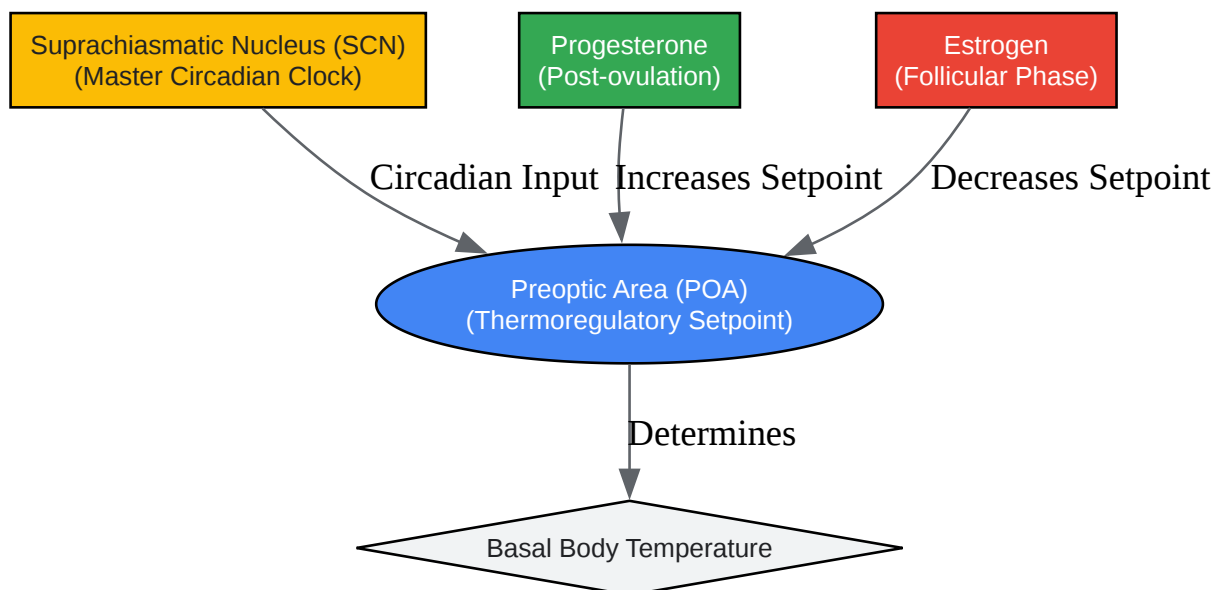 Suprachiasmatic Nucleus (SCN)
(Master Circadian Clock)
Progesterone
(Post-ovulation)
Estrogen
(Follicular Phase)
Circadian Input
Increases Setpoint
Decreases Setpoint
Preoptic Area (POA)
(Thermoregulatory Setpoint)
Determines
Basal Body Temperature